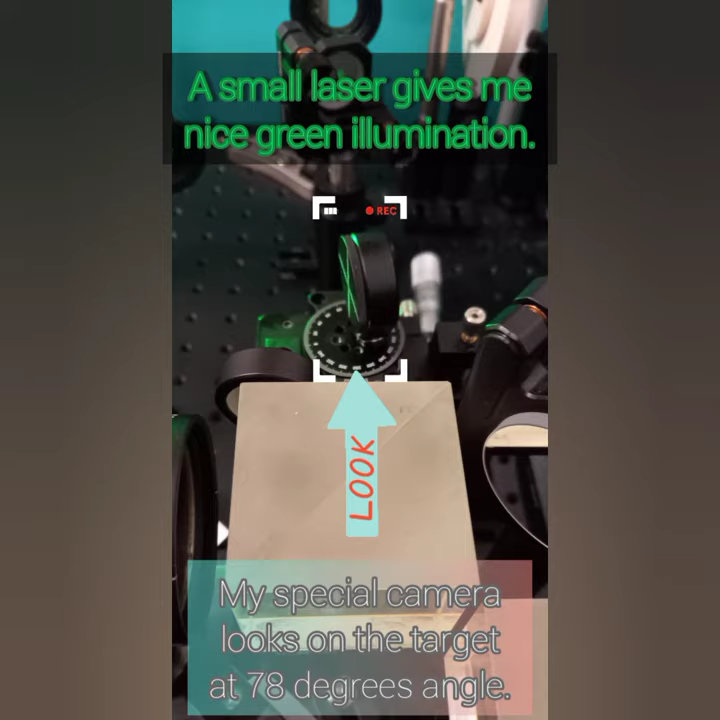 A small laser gives me
nice green illumination.
REC
LOOK
My special camera
looks on the target
at 78 degrees angle.